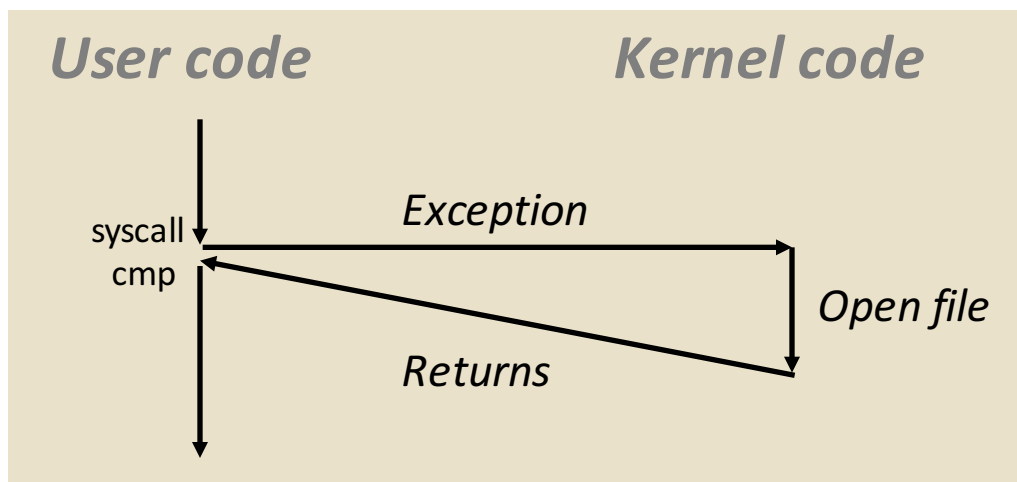 User code
Kernel code
Exception
syscall
cmp
Open file
Returns